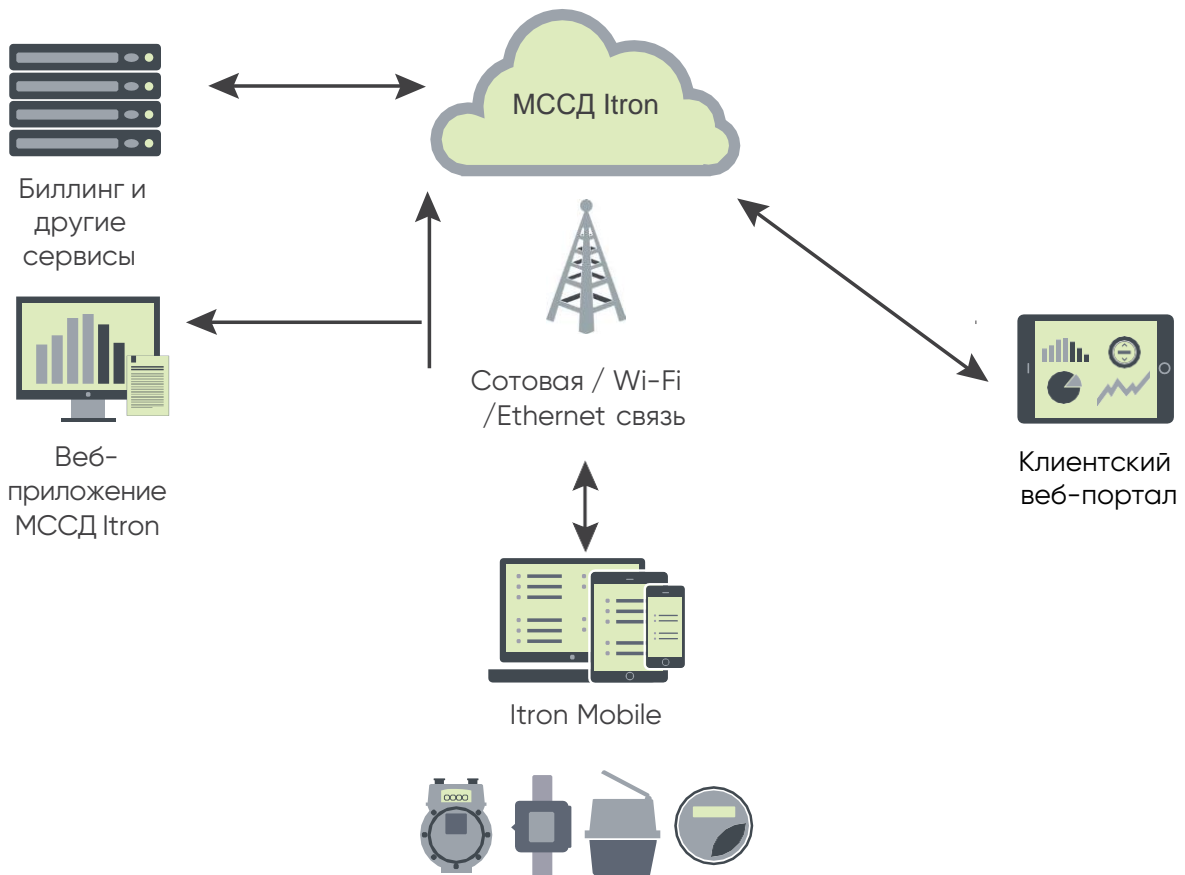 МССД Itron
Биллинг и
другие
сервисы
Сотовая / Wi-Fi
/Ethernet связь
Веб-
приложение
МССД Itron
Клиентский
веб-портал
Itron Mobile